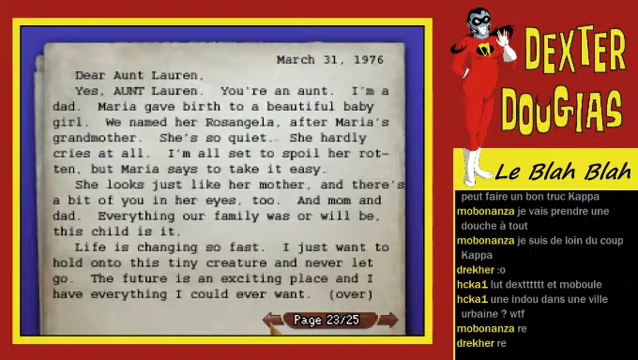 March 31, 1976
Dear Aunt Lauren,
Yes, AUNT Lauren. You're an aunt. I'm a
dad. Maria gave birth to a beautiful baby
girl. We named her Rosangela, after Maria's
grandmother. She's so quiet. She hardly
cries at all. I'm all set to spoil her rot-
ten, but Maria says to take it easy.
She looks just like her mother, and there's
a bit of you in her eyes, too. And mom and
dad. Everything our family was or will be,
this child is it.
Life is changing so fast. I just want to
hold onto this tiny creature and never let
go. The future is an exciting place and I
have everything I could ever want. (over)
Page 23/25
DEXTER
DOUGLAS
Le Blah Blah
peut faire un bon truc Kappa
mobonanza je vais prendre une
douche à tout
mobonanza je suis de loin du coup
Kappa
drekher :o
hcka1 lut dexttttt et moboule
hcka1 une indou dans une ville
urbaine ? wtf
mobonanza re
drekher re